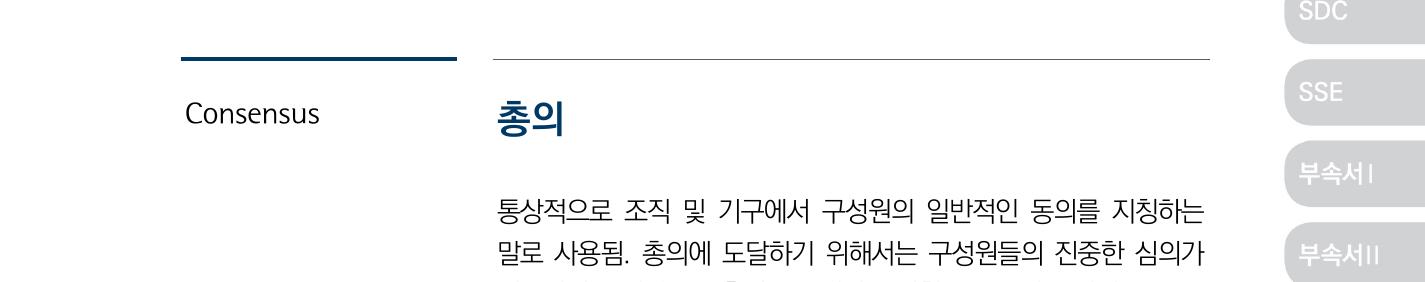 Consensus
총의
통상적으로 조직 및 기구에서 구성원의 일반적인 동의를 지칭하는
말로 사용됨. 총의에 도달하기 위해서는 구성원들의 진중한 심의가
SDC
SSE
부속서Ⅰ
부속서Ⅱ